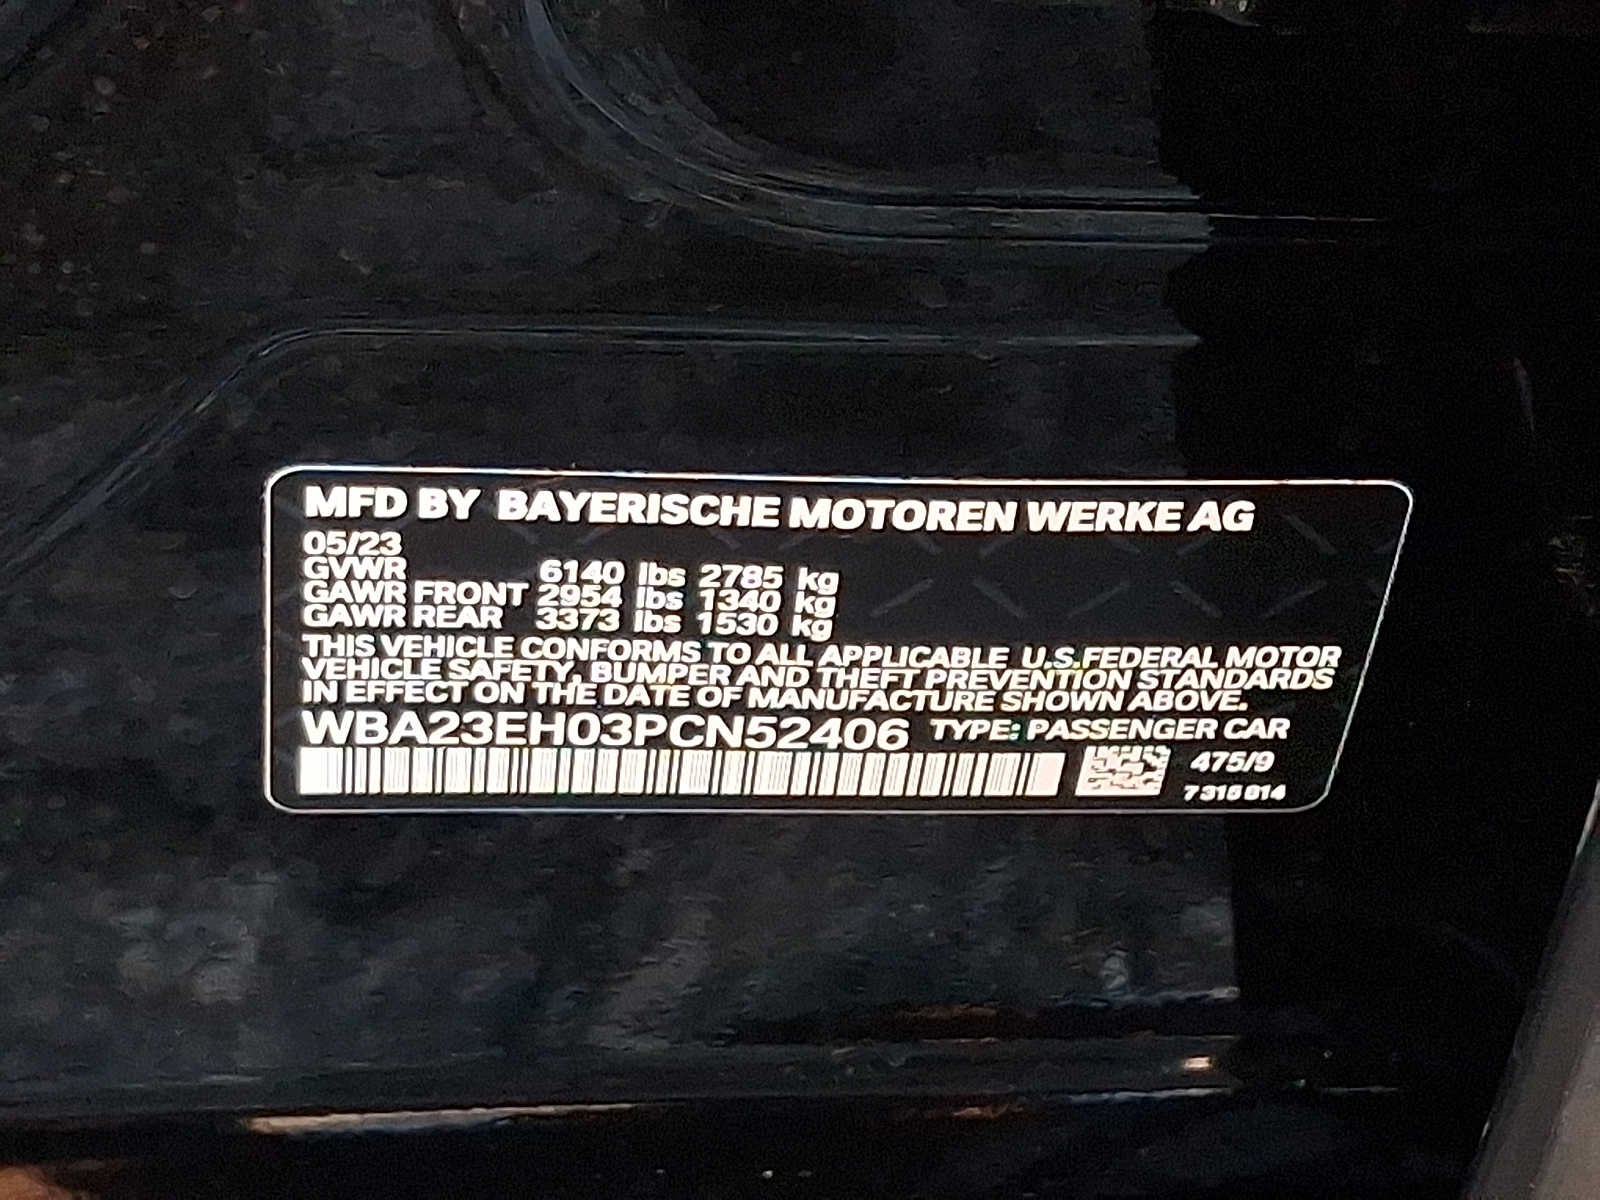 MFD BY BAYERISCHE MOTOREN WERKE AG
05/23
GVWR 6140 lbs 2785 kg
GAWR FRONT 2954 lbs 1340 kg
GAWR REAR 3373 lbs 1530 kg
THIS VEHICLE CONFORMS TO ALL APPLICABLE U.S.FEDERAL MOTOR
VEHICLE SAFETY, BUMPER AND THEFT PREVENTION STANDARDS
IN EFFECT ON THE DATE OF MANUFACTURE SHOWN ABOVE.
WBA23EH03PCN52406 TYPE: PASSENGER CAR
475/9